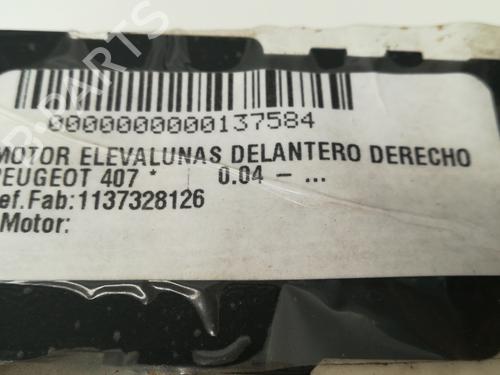 0000000000137584
MOTOR ELEVALUNAS DELANTERO DERECHO
PEUGEOT 407 * 0.04 – ...
ef.Fab:1137328126
Motor: